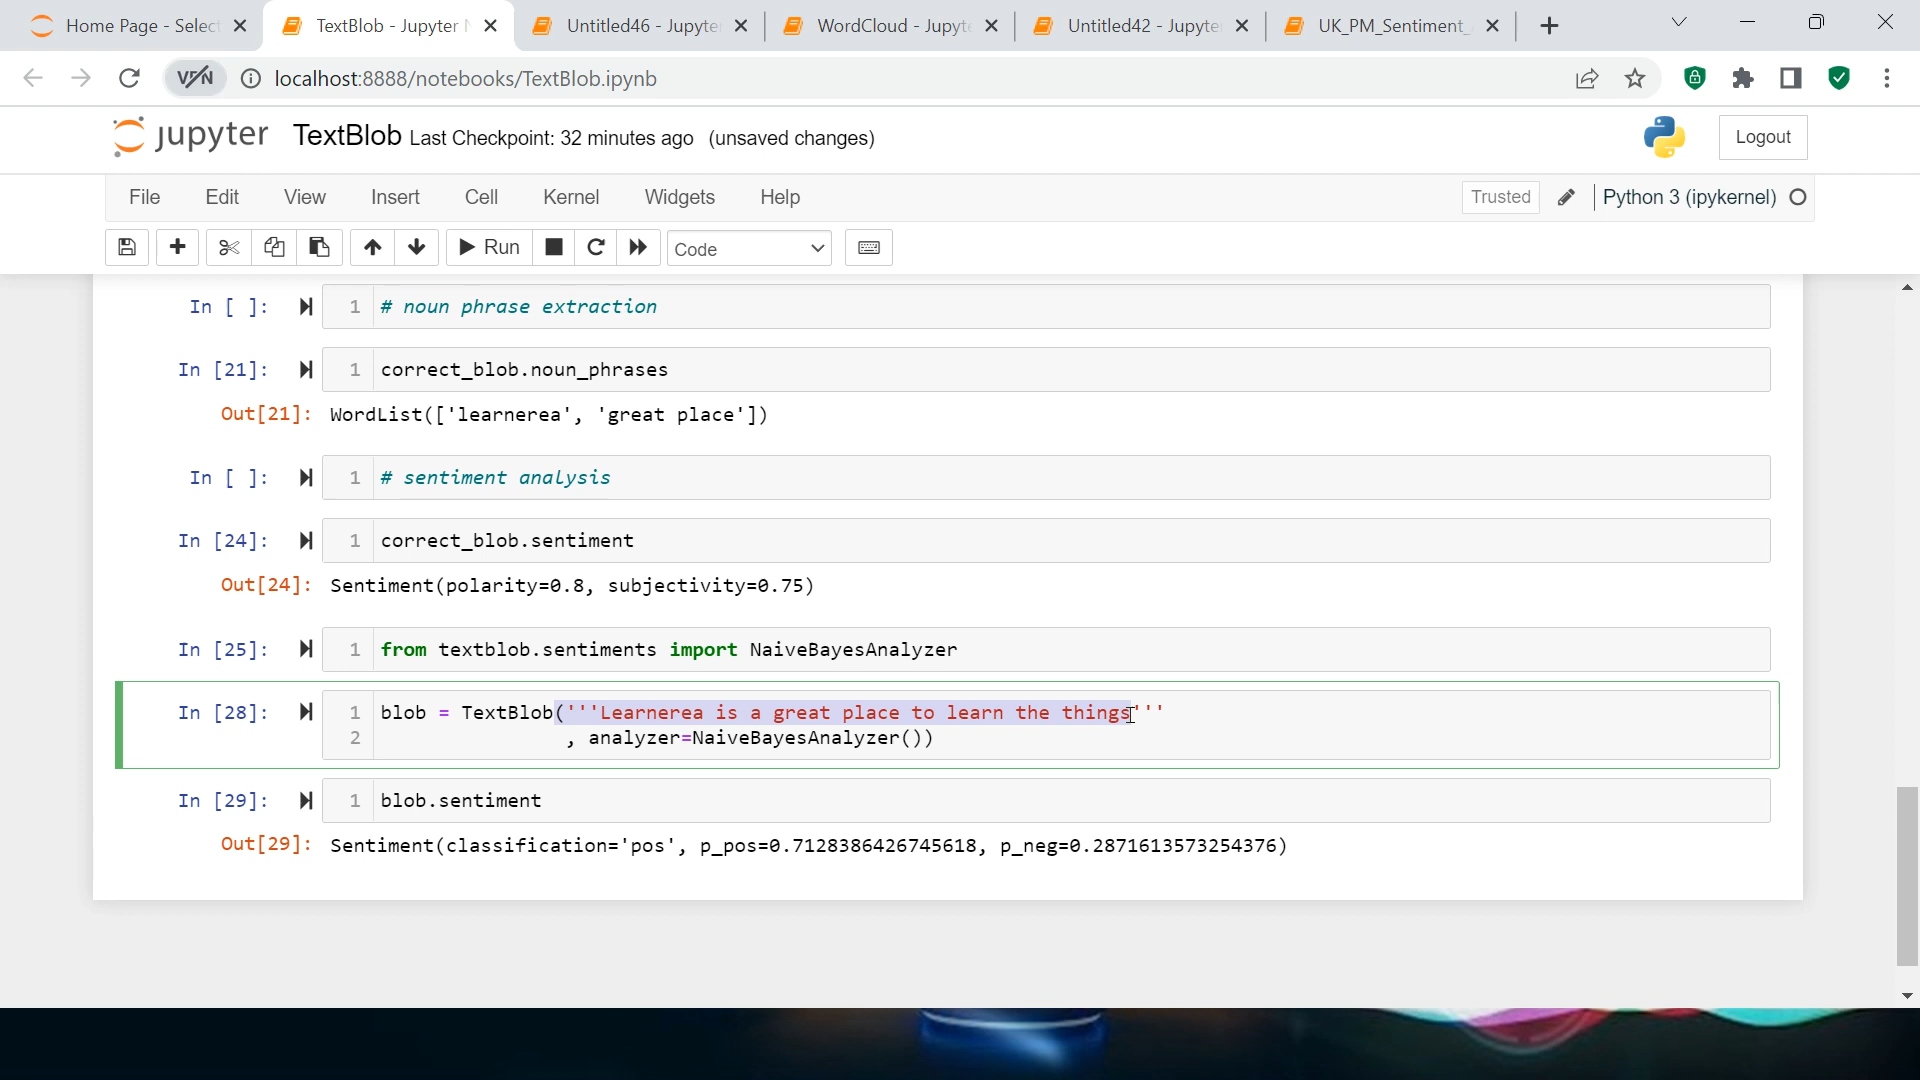 Home Page - Select
TextBlob - Jupyter N
Untitled46 - Jupyte
WordCloud - Jupyte
Untitled42 - Jupyte
UK_PM_Sentiment_
VPN
localhost:8888/notebooks/TextBlob.ipynb
jupyter TextBlob Last Checkpoint: 32 minutes ago (unsaved changes)
Logout
File Edit View Insert Cell Kernel Widgets Help
Trusted Python 3 (ipykernel)
Run Code
In [ ]: 1 # noun phrase extraction
In [21]: 1 correct_blob.noun_phrases
Out[21]: WordList(['learnerea', 'great place'])
In [ ]: 1 # sentiment analysis
In [24]: 1 correct_blob.sentiment
Out[24]: Sentiment(polarity=0.8, subjectivity=0.75)
In [25]: 1 from textblob.sentiments import NaiveBayesAnalyzer
In [28]: 1 blob = TextBlob('''Learnerea is a great place to learn the things'''
2 , analyzer=NaiveBayesAnalyzer())
In [29]: 1 blob.sentiment
Out[29]: Sentiment(classification='pos', p_pos=0.7128386426745618, p_neg=0.2871613573254376)